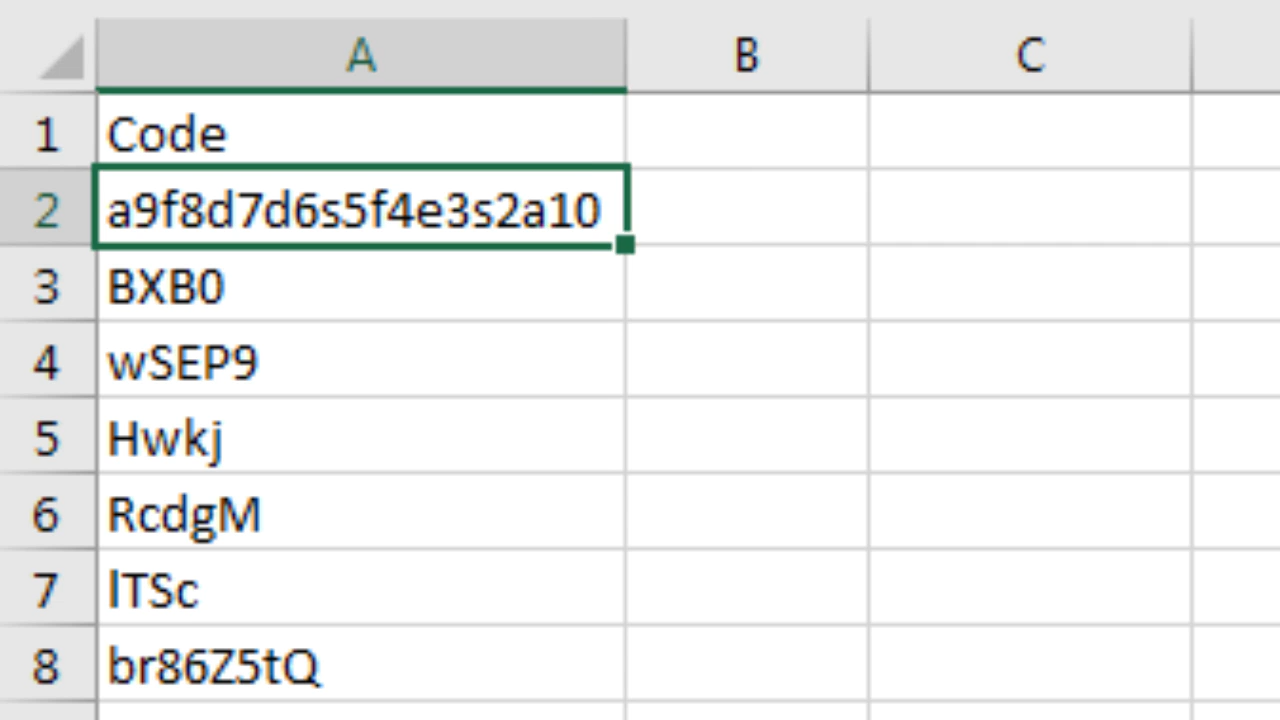 A B C
1 Code
2 a9f8d7d6s5f4e3s2a10
3 BXB0
4 wSEP9
5 Hwkj
6 RcdgM
7 lTSc
8 br86Z5tQ